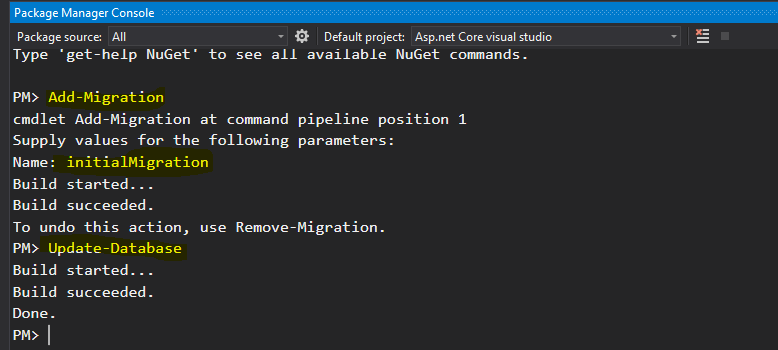 Package Manager Console
Package source: All Default project: Asp.net Core visual studio
Type 'get-help NuGet' to see all available NuGet commands.
PM> Add-Migration
cmdlet Add-Migration at command pipeline position 1
Supply values for the following parameters:
Name: initialMigration
Build started...
Build succeeded.
To undo this action, use Remove-Migration.
PM> Update-Database
Build started...
Build succeeded.
Done.
PM>